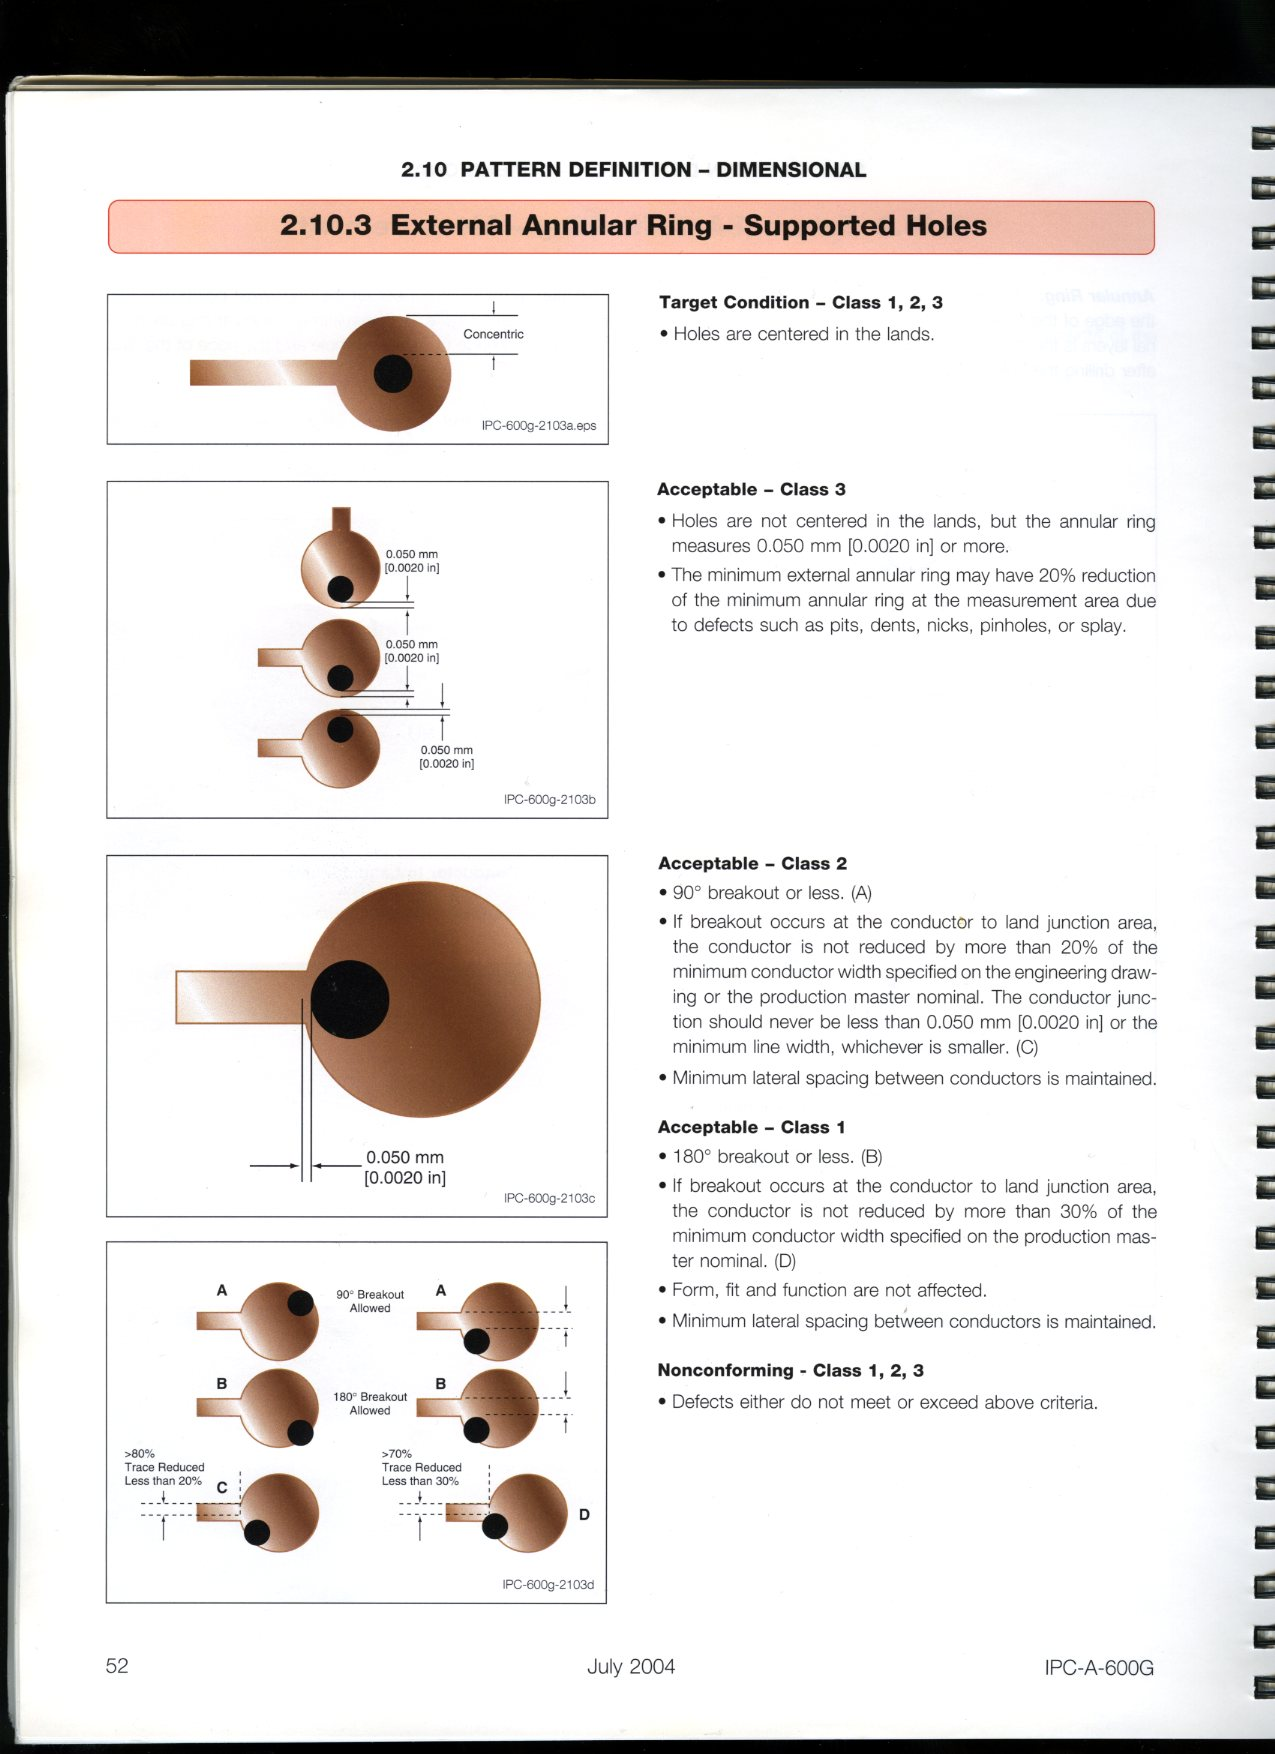 2.10 PATTERN DEFINITION – DIMENSIONAL
2.10.3 External Annular Ring - Supported Holes
Concentric
IPC-600g-2103a.eps
Target Condition – Class 1, 2, 3
• Holes are centered in the lands.
0.050 mm
[0.0020 in]
0.050 mm
[0.0020 in]
0.050 mm
[0.0020 in]
IPC-600g-2103b
Acceptable – Class 3
• Holes are not centered in the lands, but the annular ring
measures 0.050 mm [0.0020 in] or more.
• The minimum external annular ring may have 20% reduction
of the minimum annular ring at the measurement area due
to defects such as pits, dents, nicks, pinholes, or splay.
0.050 mm
[0.0020 in]
IPC-600g-2103c
Acceptable – Class 2
• 90° breakout or less. (A)
• If breakout occurs at the conductor to land junction area,
the conductor is not reduced by more than 20% of the
minimum conductor width specified on the engineering draw-
ing or the production master nominal. The conductor junc-
tion should never be less than 0.050 mm [0.0020 in] or the
minimum line width, whichever is smaller. (C)
• Minimum lateral spacing between conductors is maintained.
Acceptable – Class 1
• 180° breakout or less. (B)
• If breakout occurs at the conductor to land junction area,
the conductor is not reduced by more than 30% of the
minimum conductor width specified on the production mas-
ter nominal. (D)
• Form, fit and function are not affected.
• Minimum lateral spacing between conductors is maintained.
Nonconforming - Class 1, 2, 3
• Defects either do not meet or exceed above criteria.
A
90° Breakout
Allowed
A
B
180° Breakout
Allowed
B
>80%
Trace Reduced
Less than 20%
C
>70%
Trace Reduced
Less than 30%
D
IPC-600g-2103d
52
July 2004
IPC-A-600G